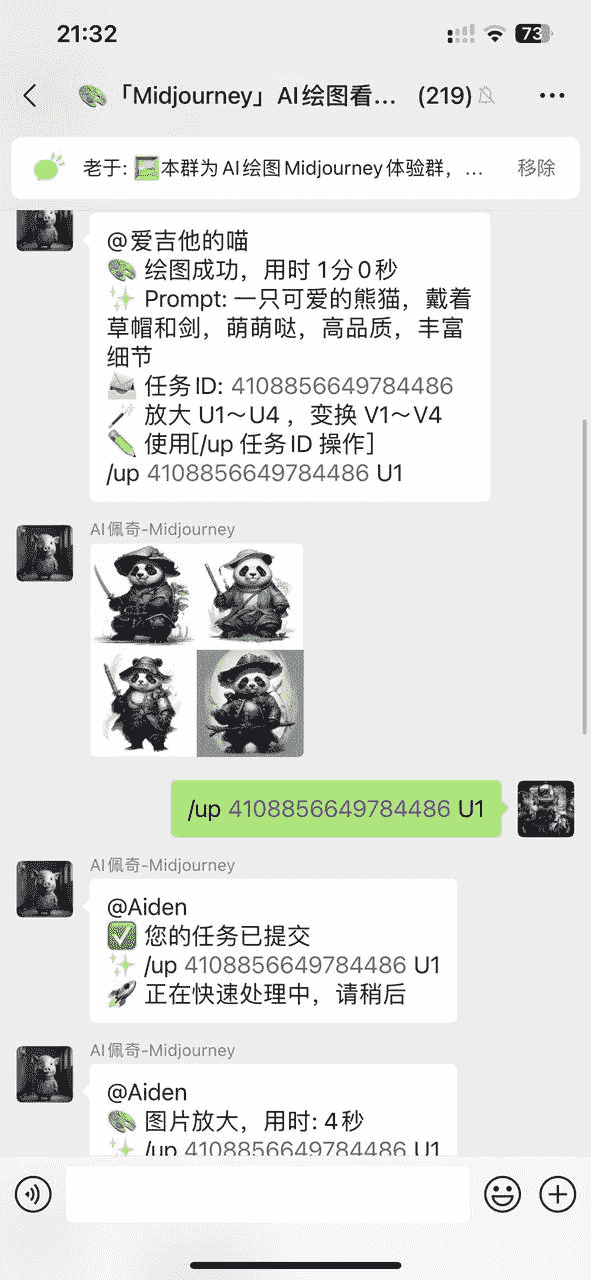 21:32
73
「Midjourney」AI绘图看... (219)
老于: 本群为AI绘图Midjourney体验群，... 移除
@爱吉他的喵
绘图成功，用时 1分0秒
Prompt: 一只可爱的熊猫，戴着
草帽和剑，萌萌哒，高品质，丰富
细节
任务ID: 4108856649784486
放大 U1～U4 ，变换 V1～V4
使用[/up 任务ID 操作]
/up 4108856649784486 U1
AI佩奇-Midjourney
/up 4108856649784486 U1
AI佩奇-Midjourney
@Aiden
您的任务已提交
/up 4108856649784486 U1
正在快速处理中，请稍后
AI佩奇-Midjourney
@Aiden
图片放大，用时: 4秒
/up 4108856649784486 U1